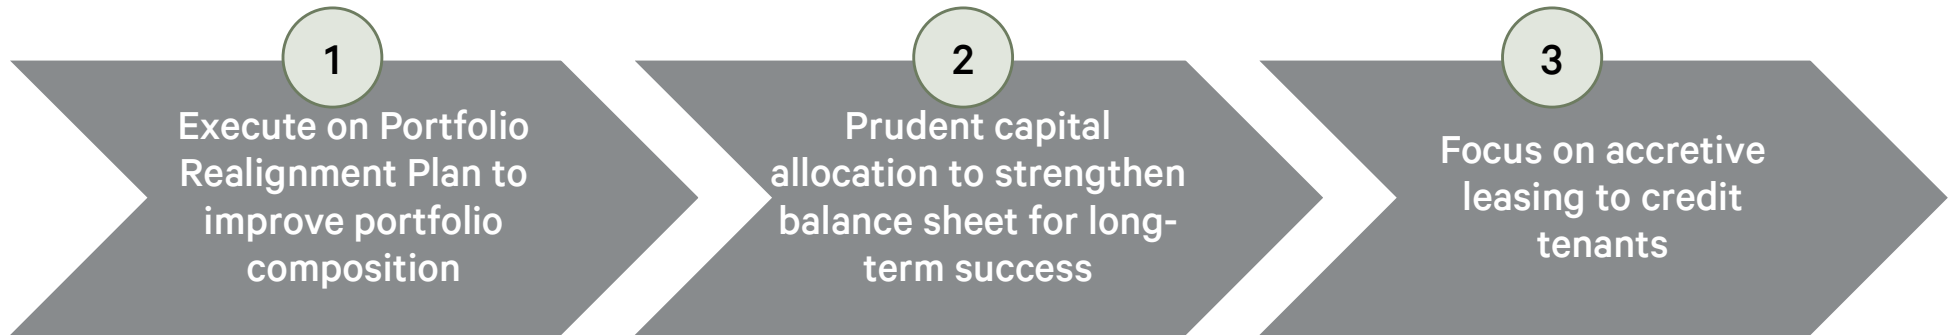 1
Execute on Portfolio
Realignment Plan to
improve portfolio
composition
2
Prudent capital
allocation to strengthen
balance sheet for long-
term success
3
Focus on accretive
leasing to credit
tenants